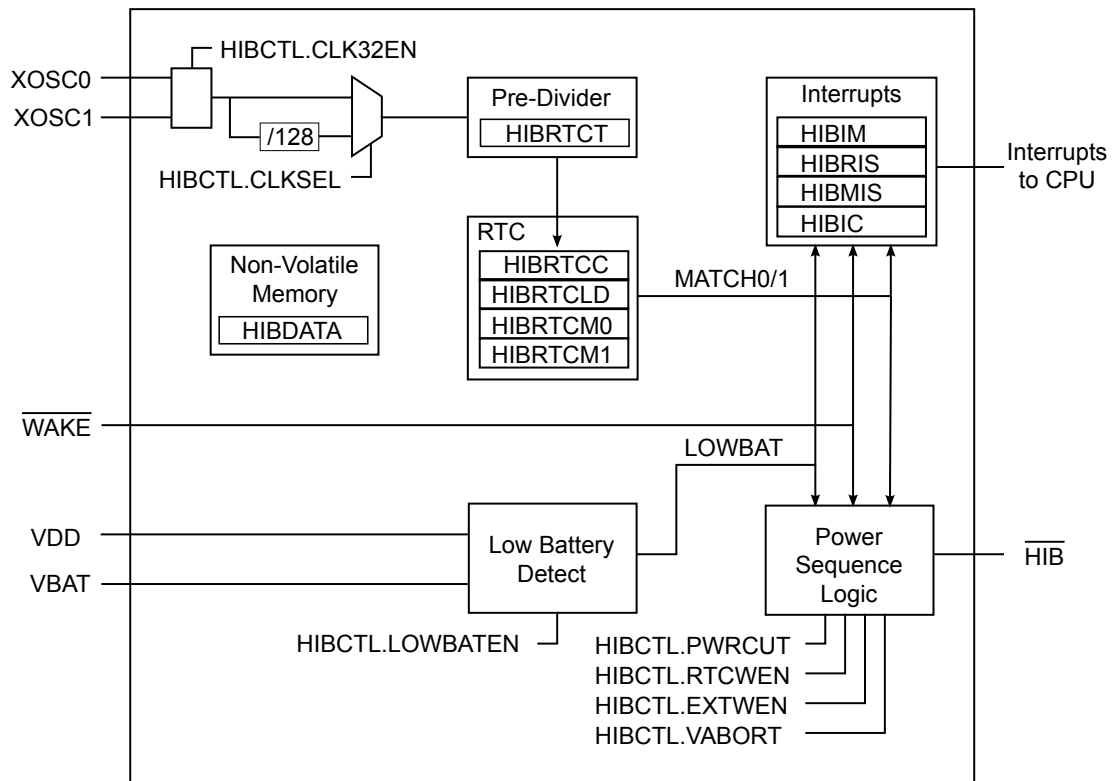 HIBCTL.CLK32EN
XOSC0
XOSC1
/128
HIBCTL.CLKSEL
Pre-Divider
HIBRTCT
Interrupts
HIBIM
HIBRIS
HIBMIS
HIBIC
Interrupts
to CPU
Non-Volatile
Memory
HIBDATA
RTC
HIBRTCC
HIBRTCLD
HIBRTCM0
HIBRTCM1
MATCH0/1
WAKE
LOWBAT
VDD
VBAT
Low Battery
Detect
Power
Sequence
Logic
HIB
HIBCTL.LOWBATEN
HIBCTL.PWRCUT
HIBCTL.RTCWEN
HIBCTL.EXTWEN
HIBCTL.VABORT